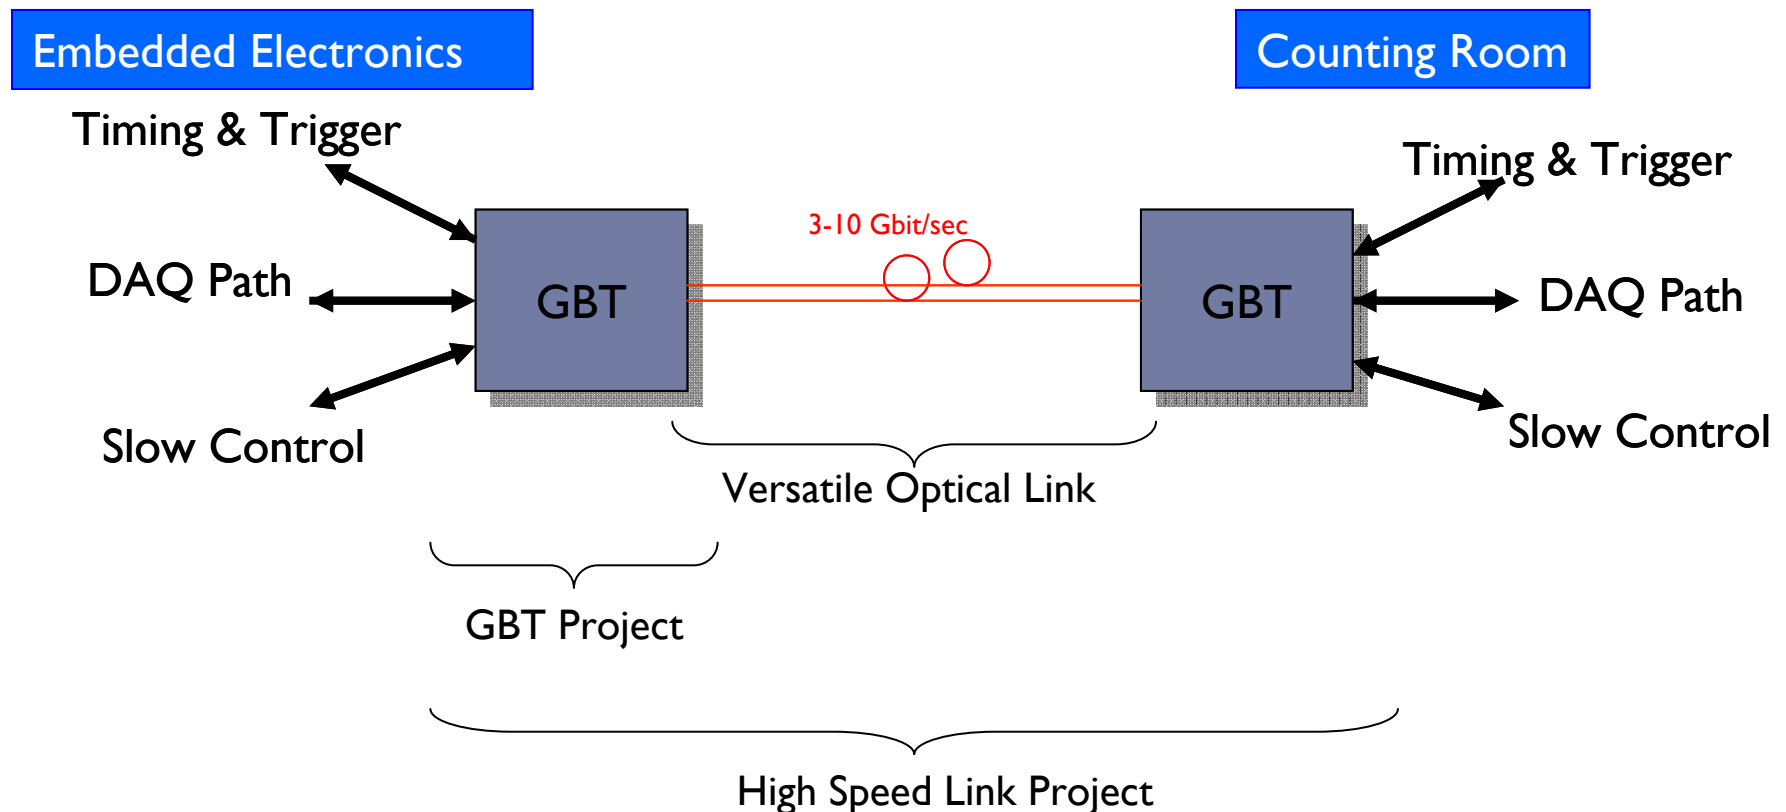 Embedded Electronics
Counting Room
Timing & Trigger
Timing & Trigger
3-10 Gbit/sec
DAQ Path
GBT
GBT
DAQ Path
Slow Control
Slow Control
Versatile Optical Link
GBT Project
High Speed Link Project